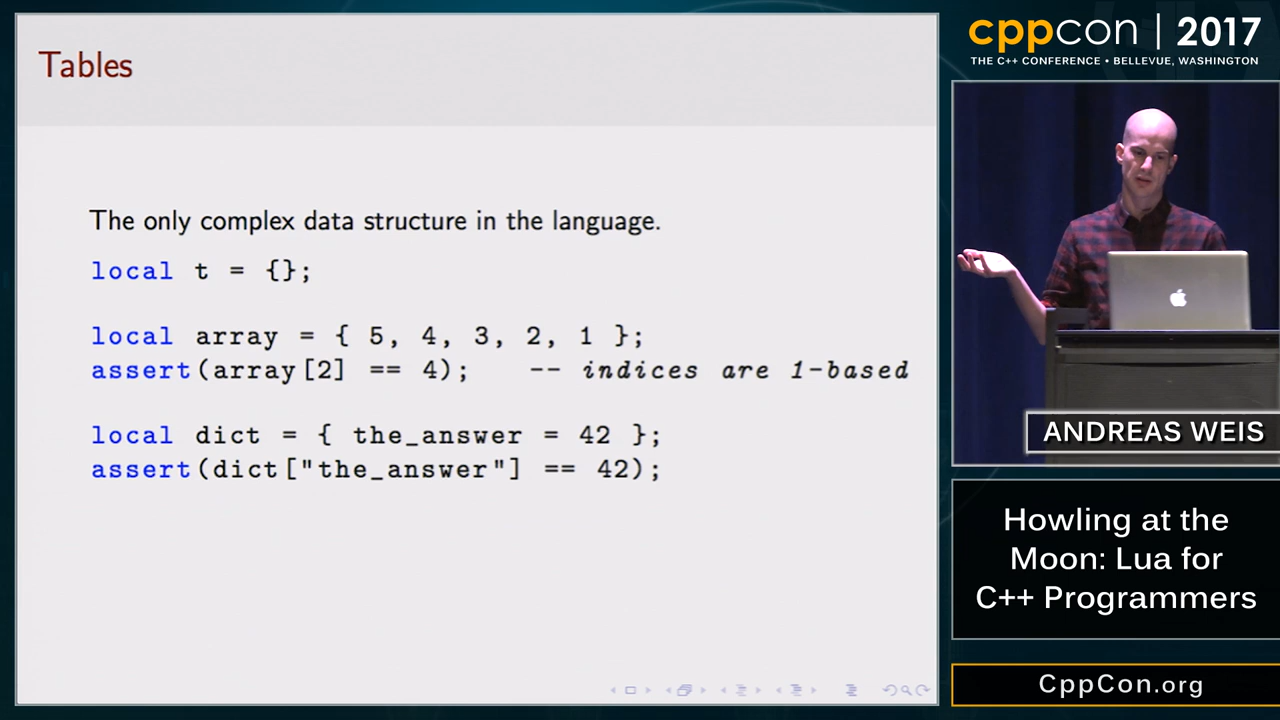 Tables
The only complex data structure in the language.
local t = {};
local array = { 5, 4, 3, 2, 1 };
assert(array[2] == 4); -- indices are 1-based
local dict = { the_answer = 42 };
assert(dict["the_answer"] == 42);
cppcon | 2017
THE C++ CONFERENCE • BELLEVUE, WASHINGTON
ANDREAS WEIS
Howling at the
Moon: Lua for
C++ Programmers
CppCon.org